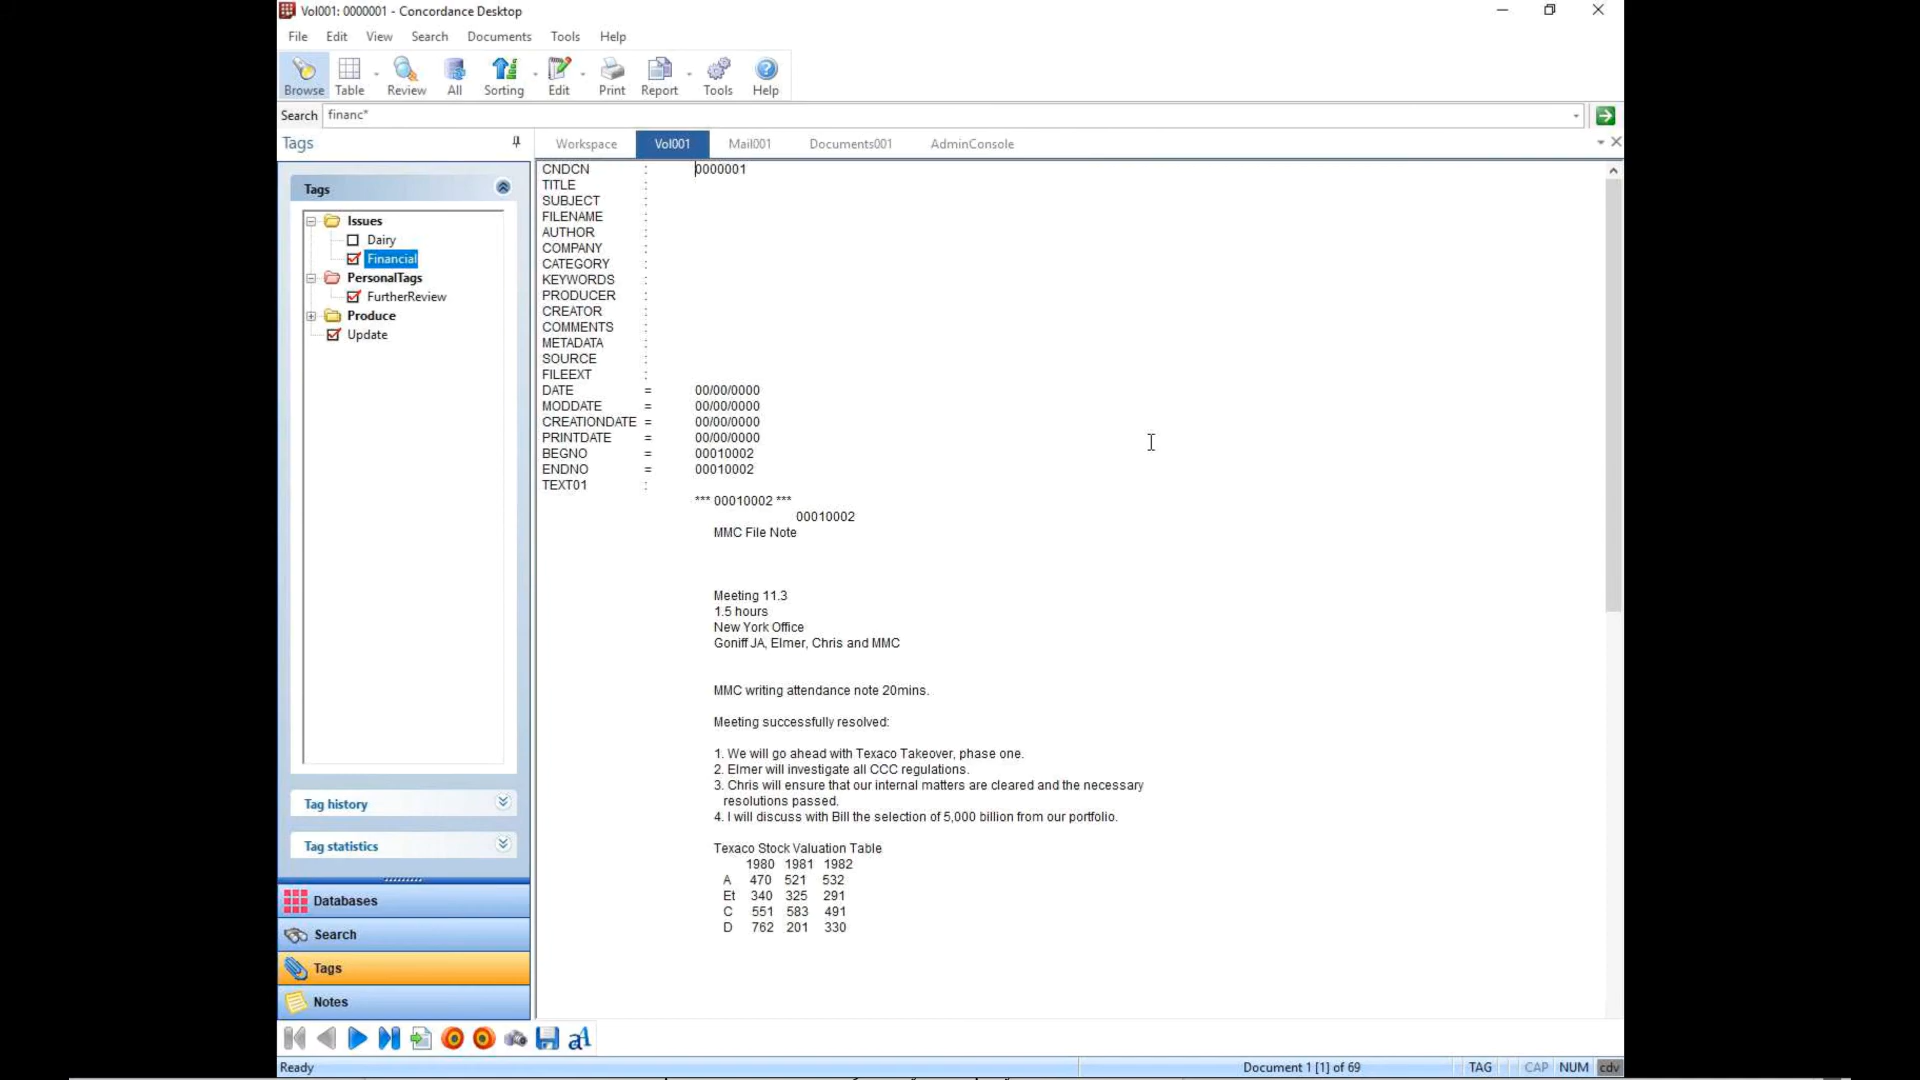 Vol001: 0000001 - Concordance Desktop
File Edit View Search Documents Tools Help
Browse Table Review All Sorting Edit Print Report Tools Help
Search financ*
Tags
Workspace Vol001 Mail001 Documents001 AdminConsole
Tags
Issues
Dairy
Financial
PersonalTags
FurtherReview
Produce
Update
Tag history
Tag statistics
Databases
Search
Tags
Notes
CNDCN : 0000001
TITLE :
SUBJECT :
FILENAME :
AUTHOR :
COMPANY :
CATEGORY :
KEYWORDS :
PRODUCER :
CREATOR :
COMMENTS :
METADATA :
SOURCE :
FILEEXT :
DATE = 00/00/0000
MODDATE = 00/00/0000
CREATIONDATE = 00/00/0000
PRINTDATE = 00/00/0000
BEGNO = 00010002
ENDNO = 00010002
TEXT01 :
*** 00010002 ***
00010002
MMC File Note
Meeting 11.3
1.5 hours
New York Office
Goniff JA, Elmer, Chris and MMC
MMC writing attendance note 20mins.
Meeting successfully resolved:
1. We will go ahead with Texaco Takeover, phase one.
2. Elmer will investigate all CCC regulations.
3. Chris will ensure that our internal matters are cleared and the necessary
resolutions passed.
4. I will discuss with Bill the selection of 5,000 billion from our portfolio.
Texaco Stock Valuation Table
1980 1981 1982
A 470 521 532
Et 340 325 291
C 551 583 491
D 762 201 330
Ready Document 1 [1] of 69 TAG CAP NUM cdv